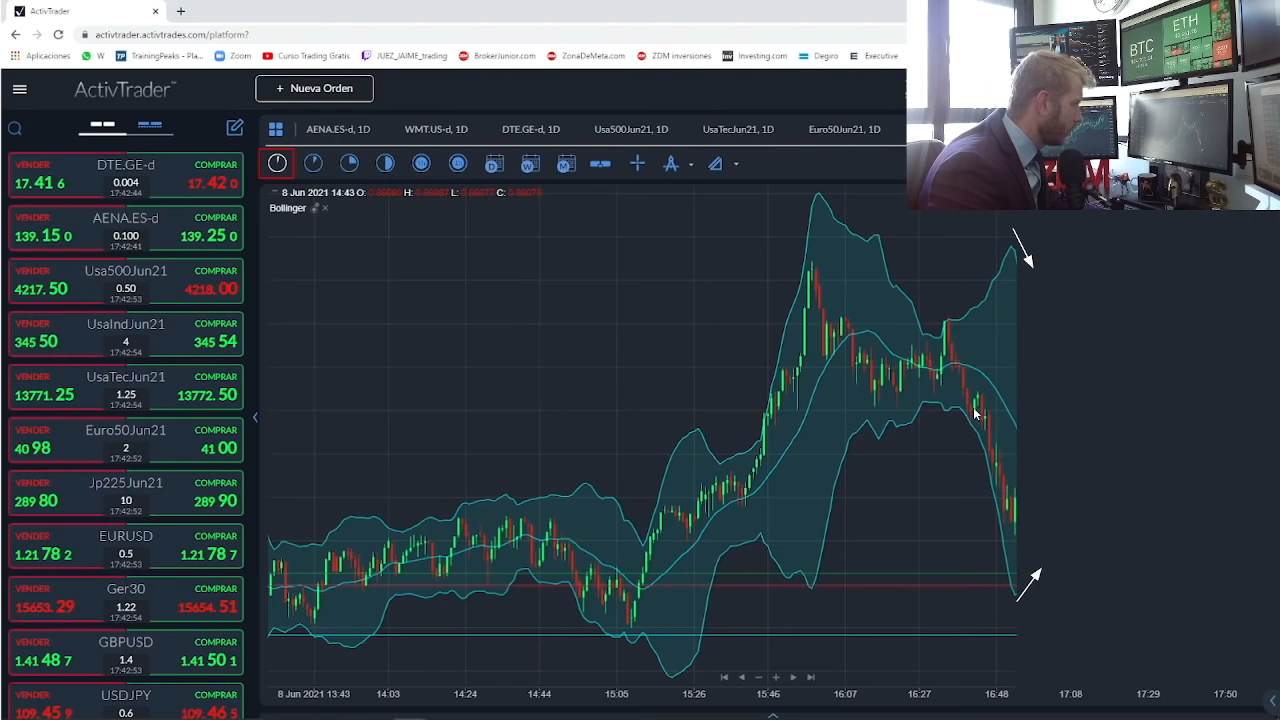 ActivTrader
platform.activtrades.com/platform?
Aplicaciones W TrainingPeaks - Pla... Zoom Curso Trading Gratis JUEZ_JAIME_trading BrokerJunior.com ZonaDeMeta.com ZDM inversiones Investing.com Degiro Executive
ActivTrader™
+ Nueva Orden
AENA.ES-d, 1D WMT.US-d, 1D DTE.GE-d, 1D Usa500Jun21, 1D UsaTecJun21, 1D Euro50Jun21, 1D
8 Jun 2021 14:43 O: H: L: C:
Bollinger
VENDER DTE.GE-d COMPRAR
17.41 6 0.004 17.42 0
17:42:44
VENDER AENA.ES-d COMPRAR
139.15 0 0.100 139.25 0
17:42:41
VENDER Usa500Jun21 COMPRAR
4217.50 0.50 4218.00
17:42:53
VENDER UsaIndJun21 COMPRAR
345 50 4 345 54
17:42:54
VENDER UsaTecJun21 COMPRAR
13771.25 1.25 13772.50
17:42:54
VENDER Euro50Jun21 COMPRAR
40 98 2 41 00
17:42:52
VENDER Jp225Jun21 COMPRAR
289 80 10 289 90
17:42:52
VENDER EURUSD COMPRAR
1.21 78 2 0.5 1.21 78 7
17:42:53
VENDER Ger30 COMPRAR
15653.29 1.22 15654.51
17:42:54
VENDER GBPUSD COMPRAR
1.41 48 7 1.4 1.41 50 1
17:42:53
VENDER USDJPY COMPRAR
109.45 9 0.6 109.46 5
8 Jun 2021 13:43 14:03 14:24 14:44 15:05 15:26 15:46 16:07 16:27 16:48 17:08 17:29 17:50
BTC
ETH